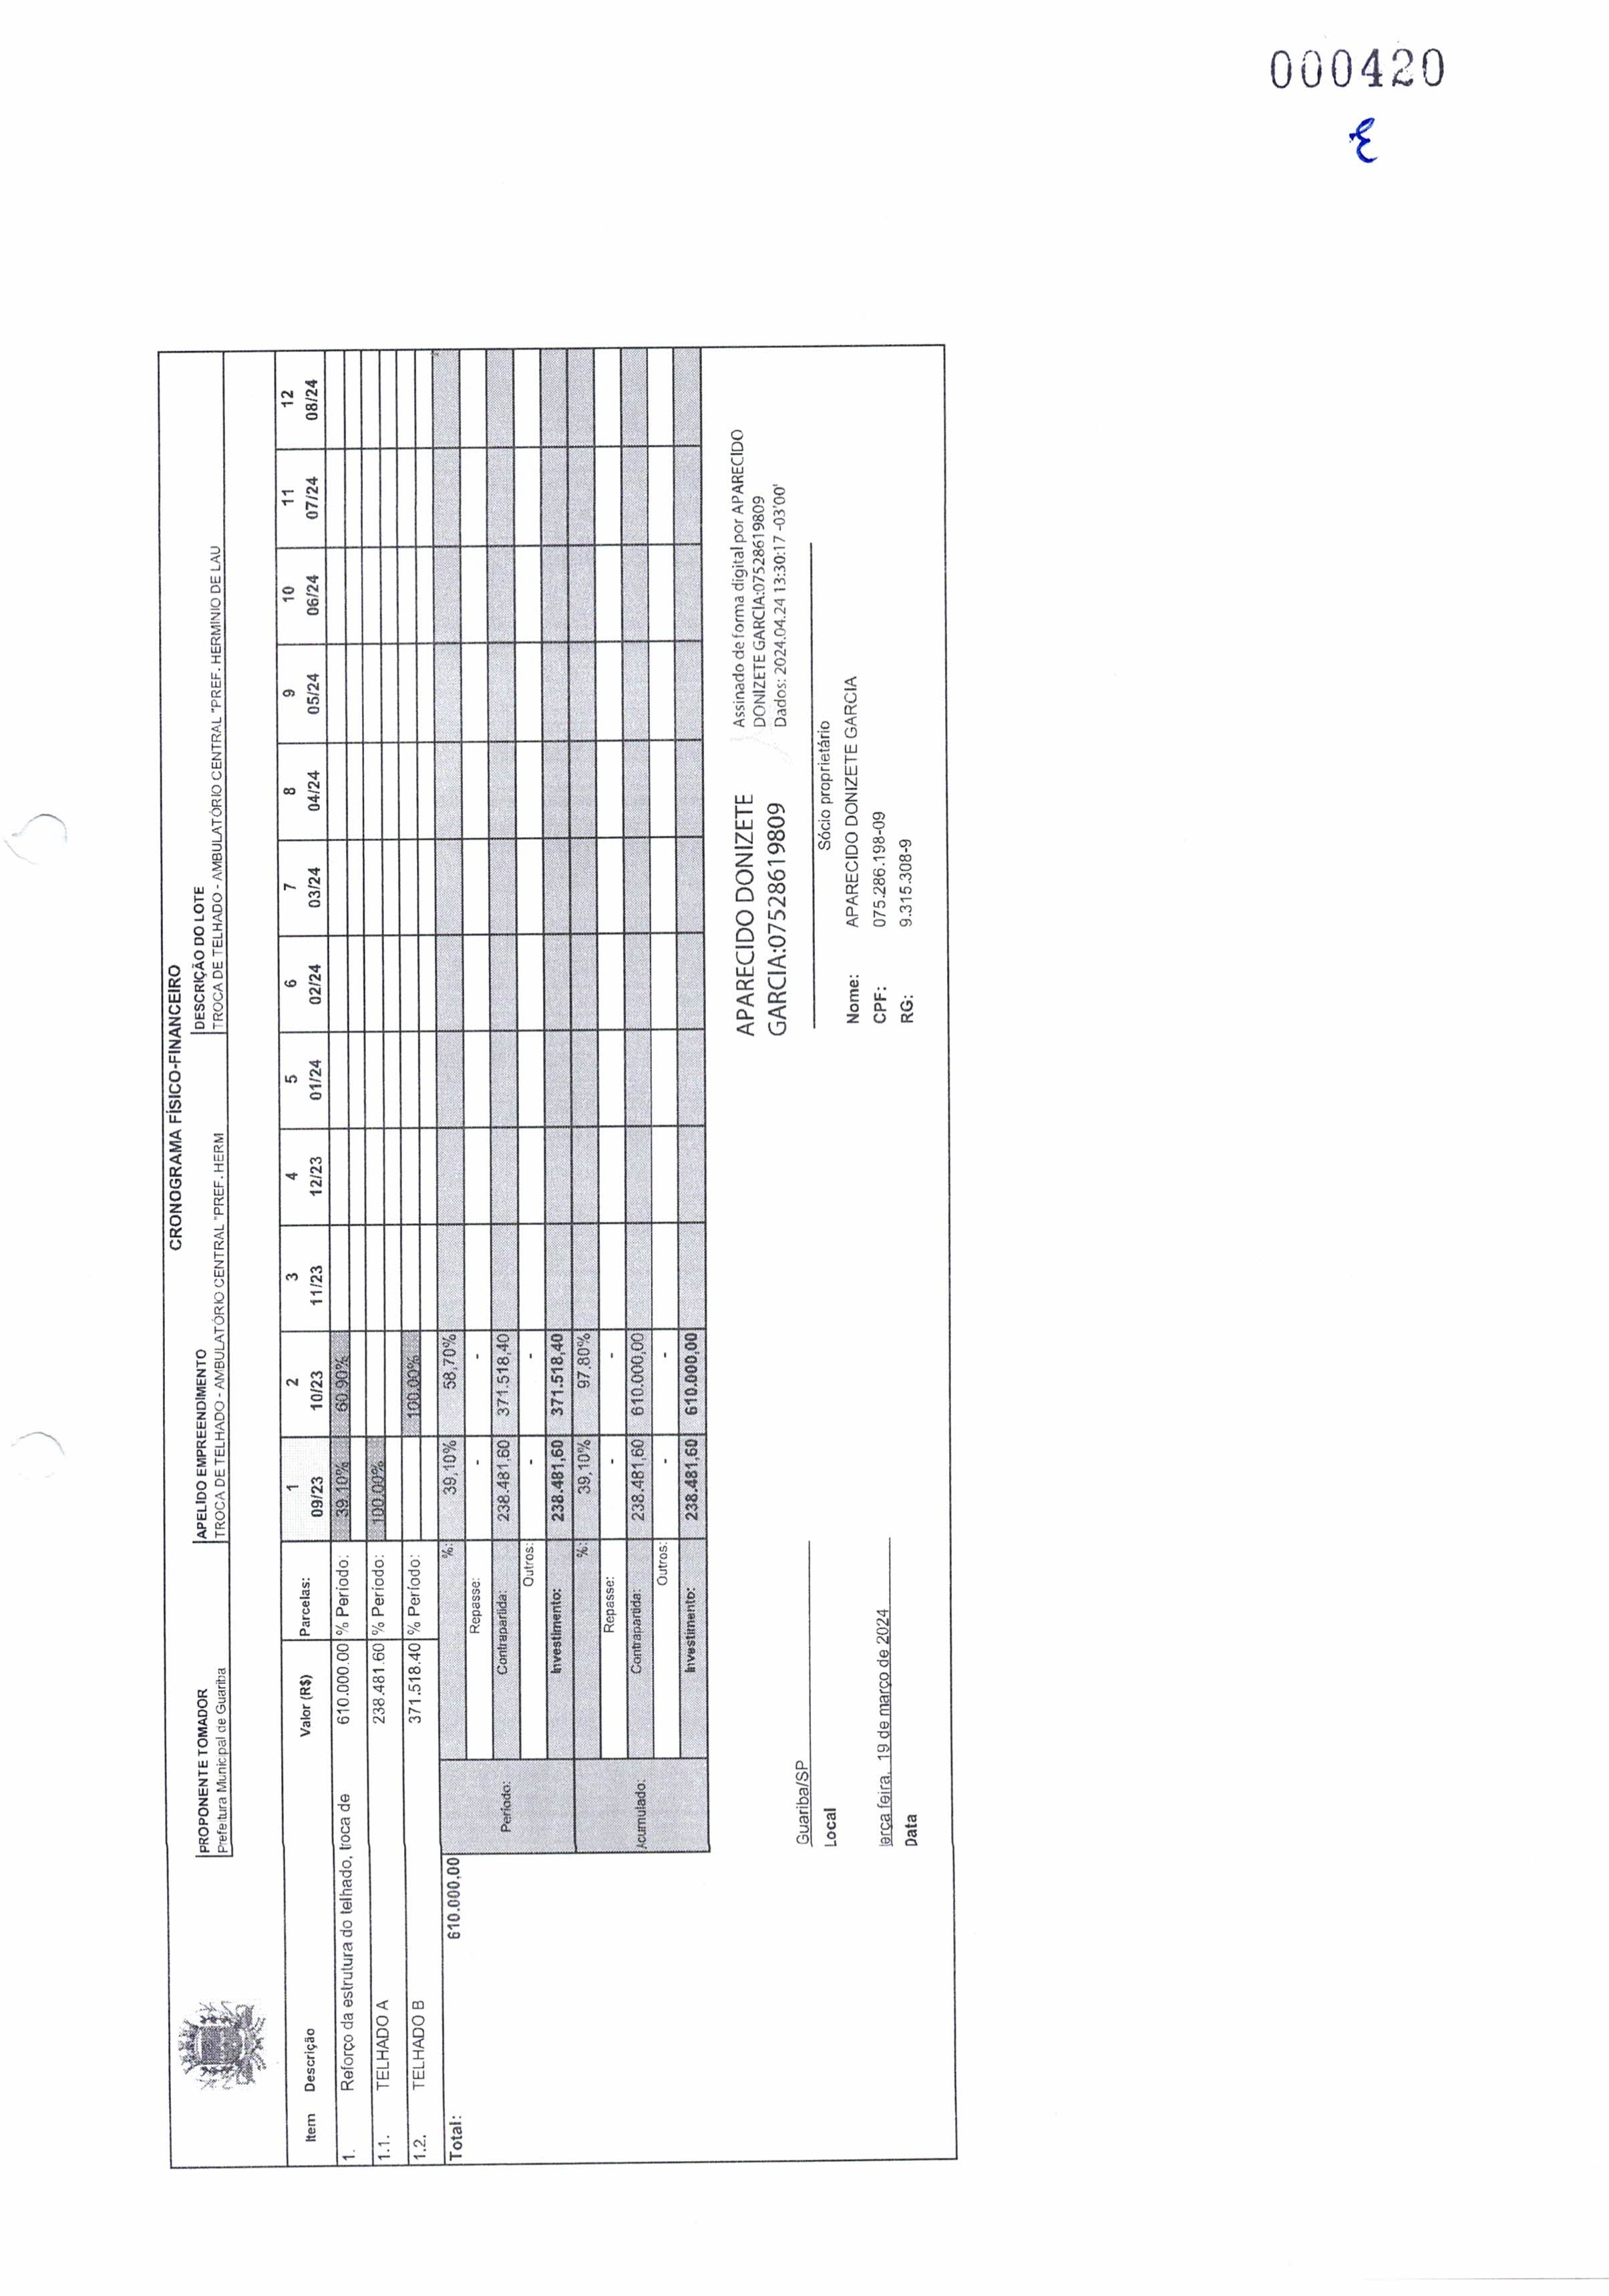 000420
CRONOGRAMA FÍSICO-FINANCEIRO
PROPONENTE TOMADOR
Prefeitura Municipal de Guariba
APELIDO EMPREENDIMENTO
TROCA DE TELHADO - AMBULATÓRIO CENTRAL "PREF. HERM
DESCRIÇÃO DO LOTE
TROCA DE TELHADO - AMBULATÓRIO CENTRAL "PREF. HERMINIO DE LAU
Item Descrição Valor (R$) Parcelas: 1 2 3 4 5 6 7 8 9 10 11 12
09/23 10/23 11/23 12/23 01/24 02/24 03/24 04/24 05/24 06/24 07/24 08/24
1. Reforço da estrutura do telhado, troca de 610.000.00 % Período: 39.10% 60.90%
1.1. TELHADO A 238.481.60 % Período: 100.00%
1.2. TELHADO B 371.518.40 % Período: 100.00%
Total: 610.000,00
Período:
%: 39,10% 58,70%
Repasse: - -
Contrapartida: 238.481,60 371.518,40
Outros: - -
Investimento: 238.481,60 371.518,40
Acumulado:
%: 39,10% 97.80%
Repasse: - -
Contrapartida: 238.481,60 610.000,00
Outros: - -
Investimento: 238.481,60 610.000,00
Guariba/SP
Local
terça feira, 19 de março de 2024
Data
APARECIDO DONIZETE
GARCIA:07528619809
Assinado de forma digital por APARECIDO
DONIZETE GARCIA:07528619809
Dados: 2024.04.24 13:30:17 -03'00'
Sócio proprietário
Nome: APARECIDO DONIZETE GARCIA
CPF: 075.286.198-09
RG: 9.315.308-9